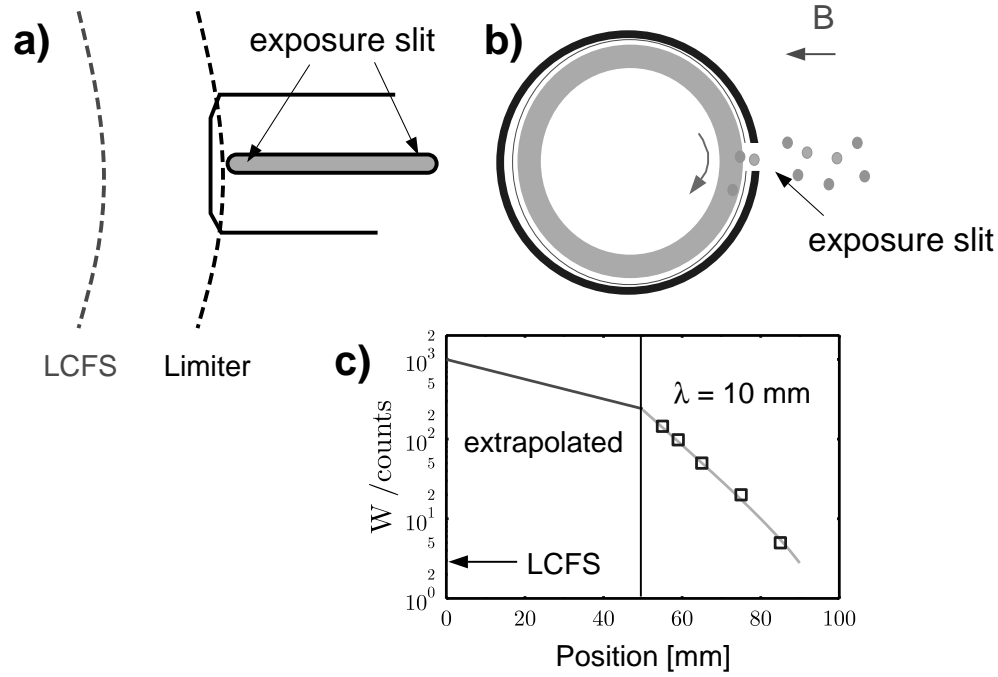 a)
exposure slit
LCFS
Limiter
b)
B
exposure slit
c)
W /counts
2
10³
5
2
10²
5
2
10¹
5
2
10⁰
λ = 10 mm
extrapolated
LCFS
0 20 40 60 80 100
Position [mm]